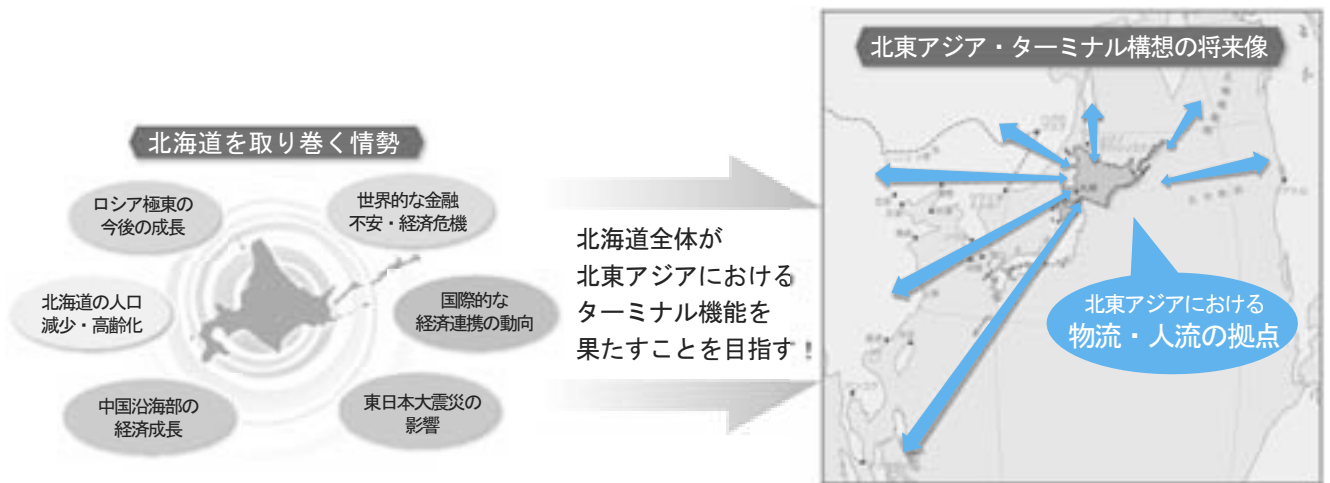 北海道を取り巻く情勢
ロシア極東の
今後の成長
世界的な金融
不安・経済危機
北海道の人口
減少・高齢化
国際的な
経済連携の動向
中国沿海部の
経済成長
東日本大震災の
影響
北海道全体が
北東アジアにおける
ターミナル機能を
果たすことを目指す！
北東アジア・ターミナル構想の将来像
北東アジアにおける
物流・人流の拠点